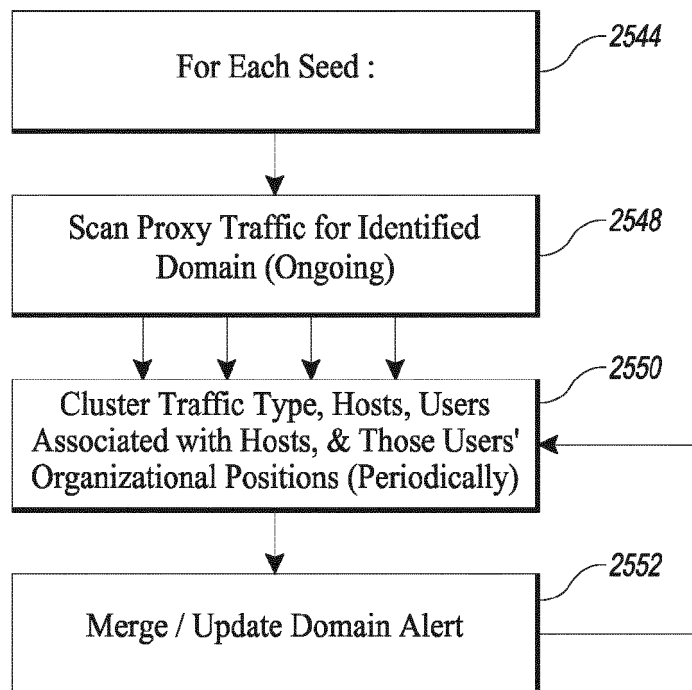 For Each Seed :
2544
Scan Proxy Traffic for Identified
Domain (Ongoing)
2548
Cluster Traffic Type, Hosts, Users
Associated with Hosts, & Those Users'
Organizational Positions (Periodically)
2550
Merge / Update Domain Alert
2552